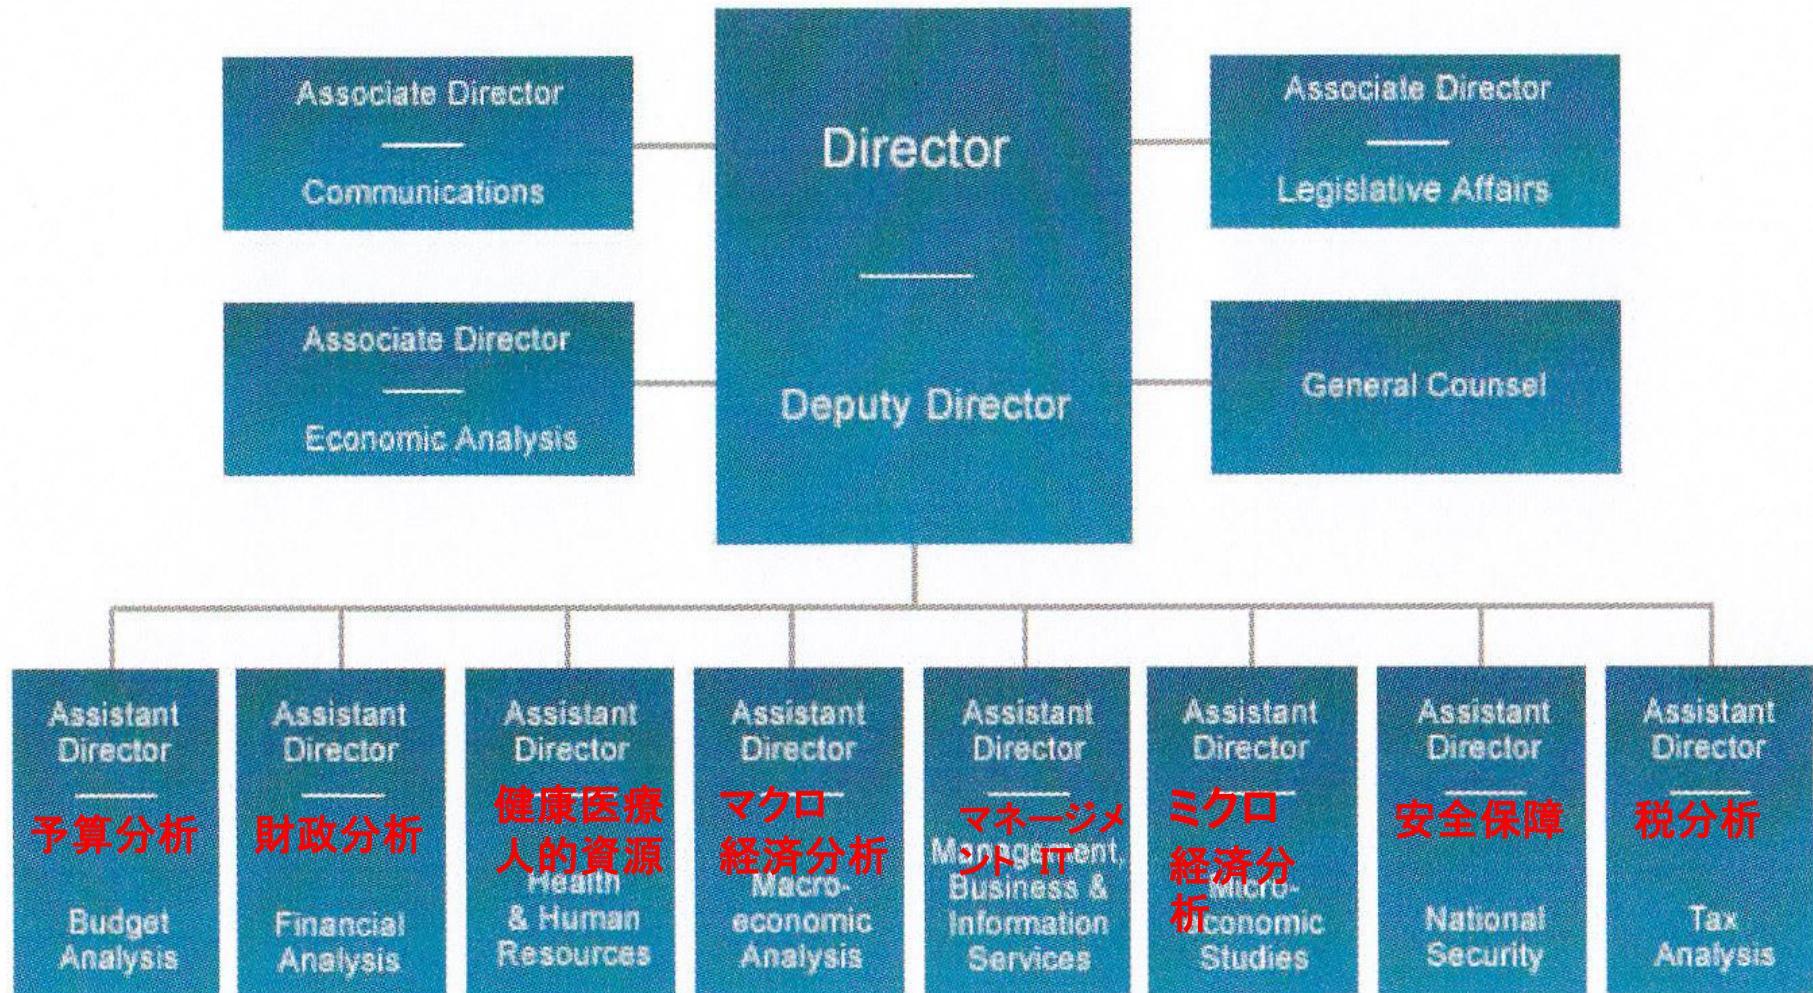 Associate Director
Communications
Director
Deputy Director
Associate Director
Legislative Affairs
Associate Director
Economic Analysis
General Counsel
Assistant
Director
予算分析
Budget
Analysis
Assistant
Director
財政分析
Financial
Analysis
Assistant
Director
健康医療
人的資源
Health
& Human
Resources
Assistant
Director
マクロ
経済分析
Macro-
economic
Analysis
Assistant
Director
マネージメ
ント IT
Management,
Business &
Information
Services
Assistant
Director
ミクロ
経済分
析
Micro-
economic
Studies
Assistant
Director
安全保障
National
Security
Assistant
Director
税分析
Tax
Analysis